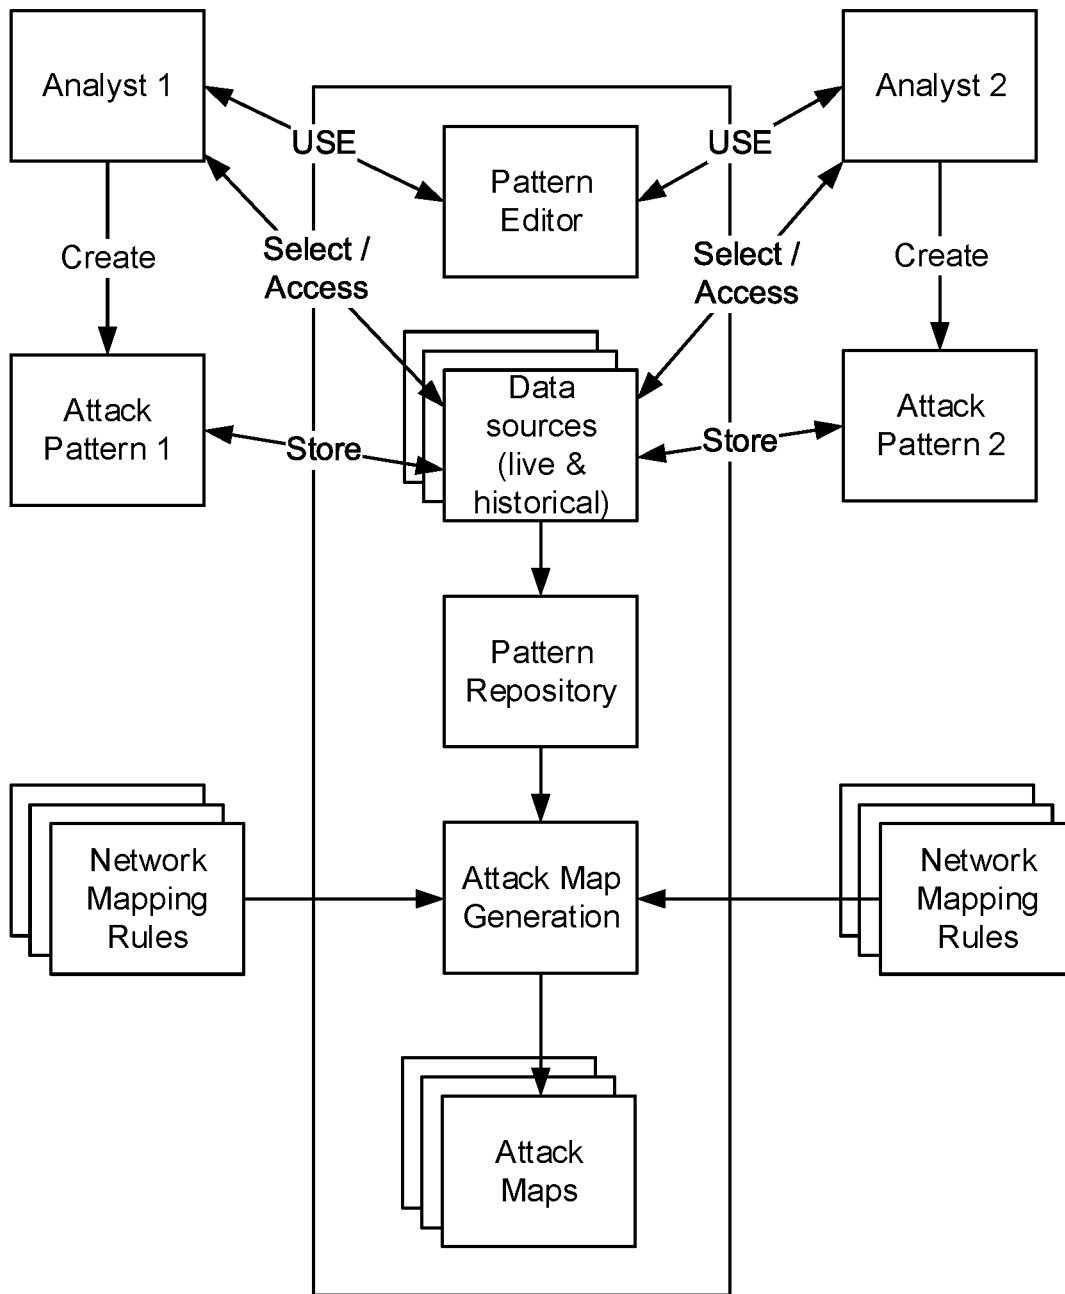 Analyst 1
Analyst 2
USE
USE
Pattern
Editor
Select /
Access
Select /
Access
Create
Create
Attack
Pattern 1
Store
Data
sources
(live &
historical)
Store
Attack
Pattern 2
Pattern
Repository
Network
Mapping
Rules
Attack Map
Generation
Network
Mapping
Rules
Attack
Maps